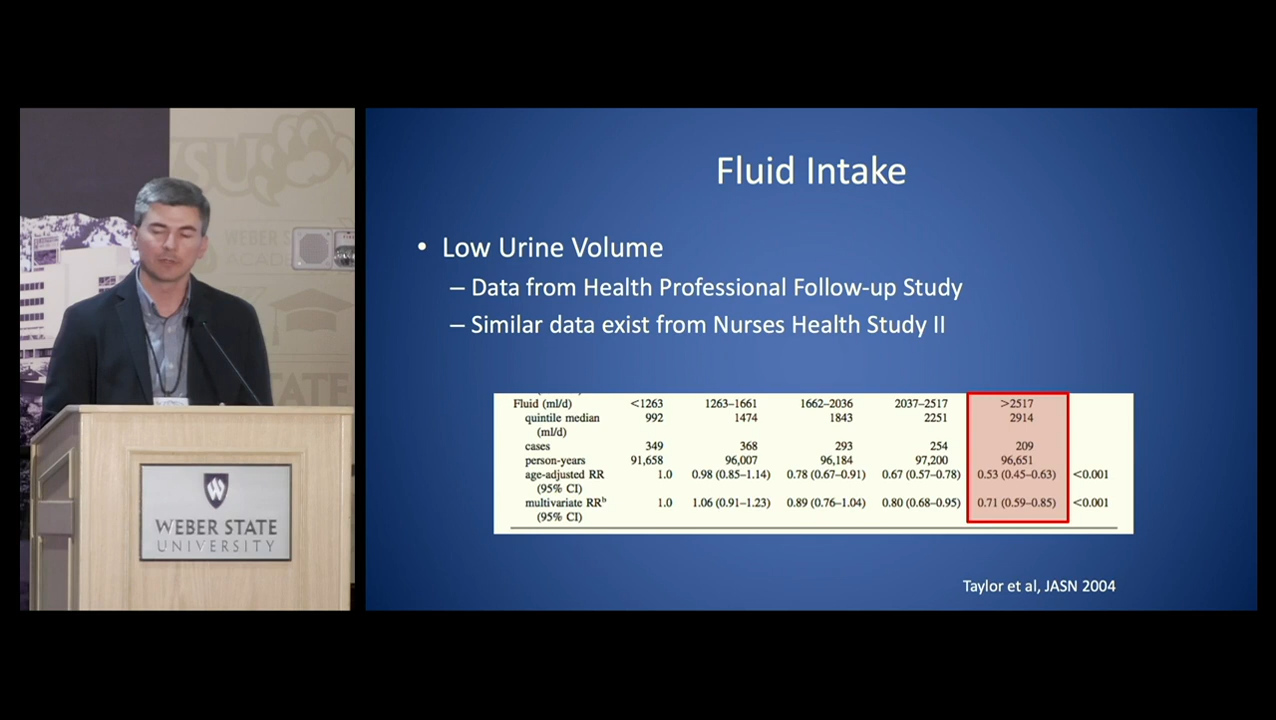 WSU
WEBER S
ACAD
STATE
WEBER STATE
UNIVERSITY
Fluid Intake
• Low Urine Volume
– Data from Health Professional Follow-up Study
– Similar data exist from Nurses Health Study II
Fluid (ml/d) <1263 1263–1661 1662–2036 2037–2517 >2517
quintile median 992 1474 1843 2251 2914
(ml/d)
cases 349 368 293 254 209
person-years 91,658 96,007 96,184 97,200 96,651
age-adjusted RR 1.0 0.98 (0.85–1.14) 0.78 (0.67–0.91) 0.67 (0.57–0.78) 0.53 (0.45–0.63) <0.001
(95% CI)
multivariate RRᵇ 1.0 1.06 (0.91–1.23) 0.89 (0.76–1.04) 0.80 (0.68–0.95) 0.71 (0.59–0.85) <0.001
(95% CI)
Taylor et al, JASN 2004